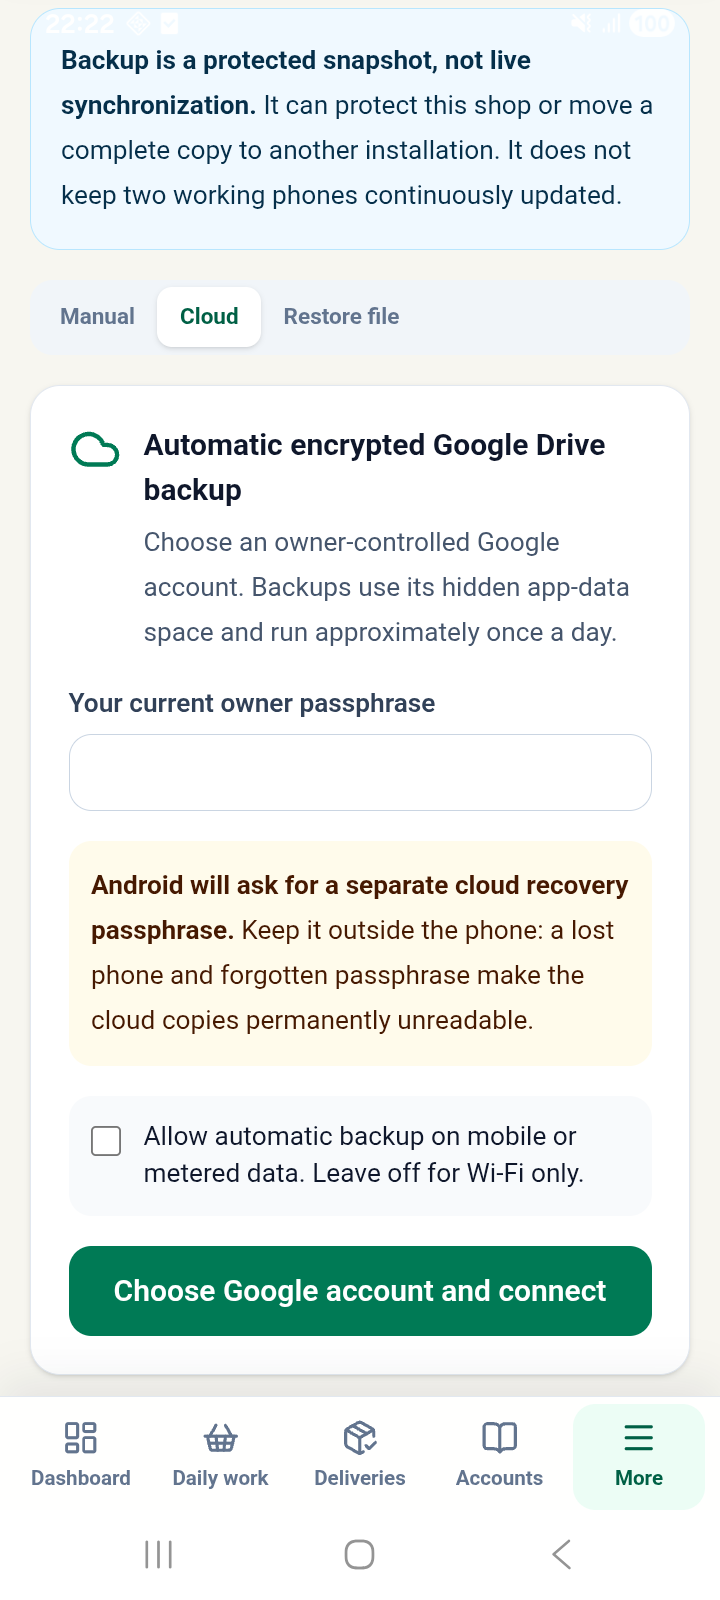 22:22
100
Backup is a protected snapshot, not live
synchronization. It can protect this shop or move a
complete copy to another installation. It does not
keep two working phones continuously updated.
Manual Cloud Restore file
Automatic encrypted Google Drive
backup
Choose an owner-controlled Google
account. Backups use its hidden app-data
space and run approximately once a day.
Your current owner passphrase
Android will ask for a separate cloud recovery
passphrase. Keep it outside the phone: a lost
phone and forgotten passphrase make the
cloud copies permanently unreadable.
Allow automatic backup on mobile or
metered data. Leave off for Wi-Fi only.
Choose Google account and connect
Dashboard Daily work Deliveries Accounts More